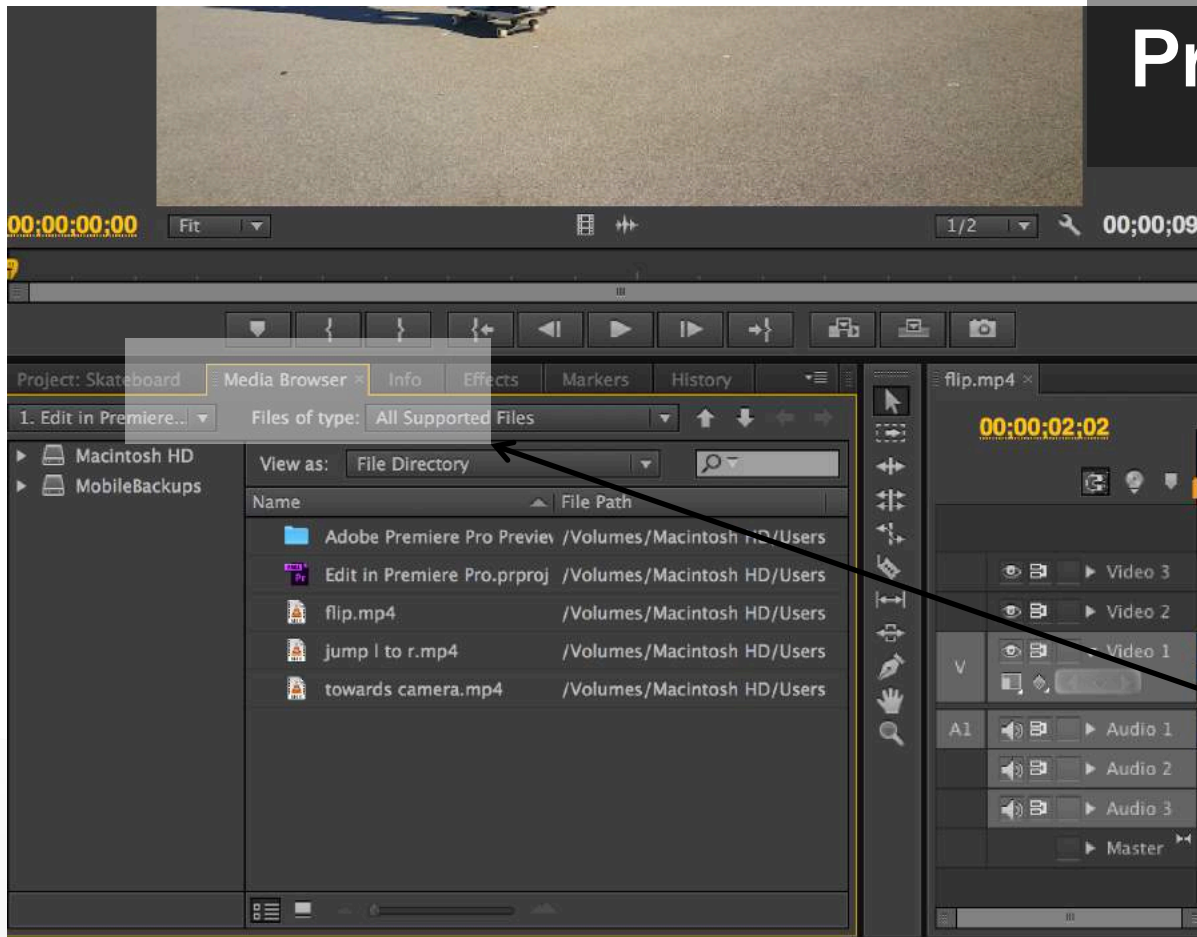 Pr
00;00;00;00 Fit 1/2 00;00;09
Project: Skateboard Media Browser × Info Effects Markers History
1. Edit in Premiere... Files of type: All Supported Files
Macintosh HD
MobileBackups
View as: File Directory
Name File Path
Adobe Premiere Pro Preview /Volumes/Macintosh HD/Users
Pr Edit in Premiere Pro.prproj /Volumes/Macintosh HD/Users
flip.mp4 /Volumes/Macintosh HD/Users
jump l to r.mp4 /Volumes/Macintosh HD/Users
towards camera.mp4 /Volumes/Macintosh HD/Users
flip.mp4 ×
00;00;02;02
Video 3
Video 2
V Video 1
A1 Audio 1
Audio 2
Audio 3
Master